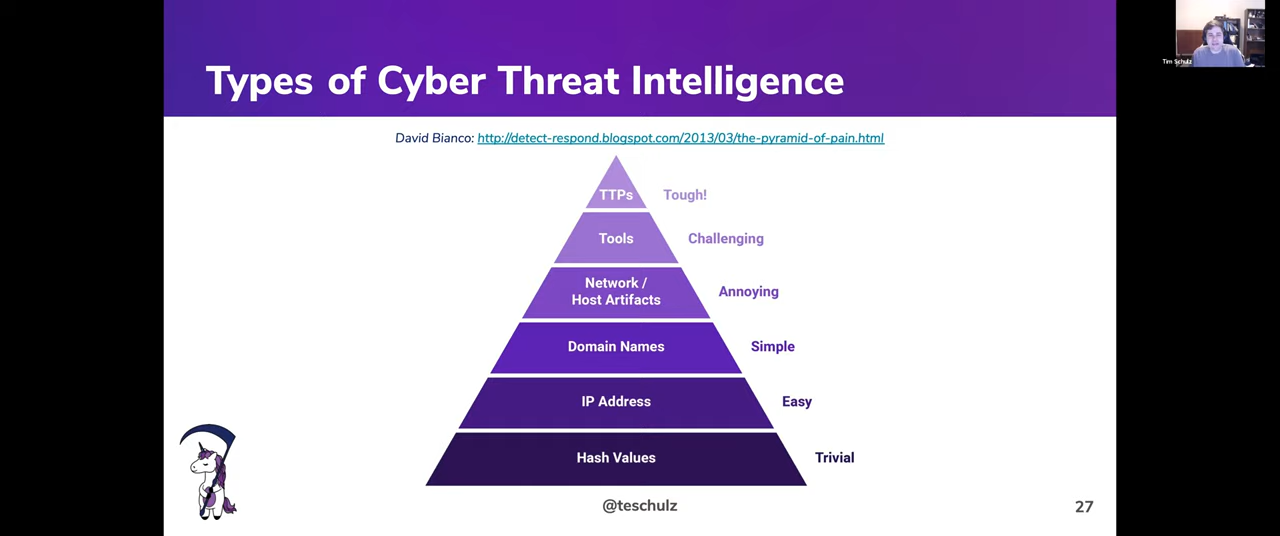 Types of Cyber Threat Intelligence
Tim Schulz
David Bianco: http://detect-respond.blogspot.com/2013/03/the-pyramid-of-pain.html
TTPs Tough!
Tools Challenging
Network /
Host Artifacts Annoying
Domain Names Simple
IP Address Easy
Hash Values Trivial
@teschulz
27